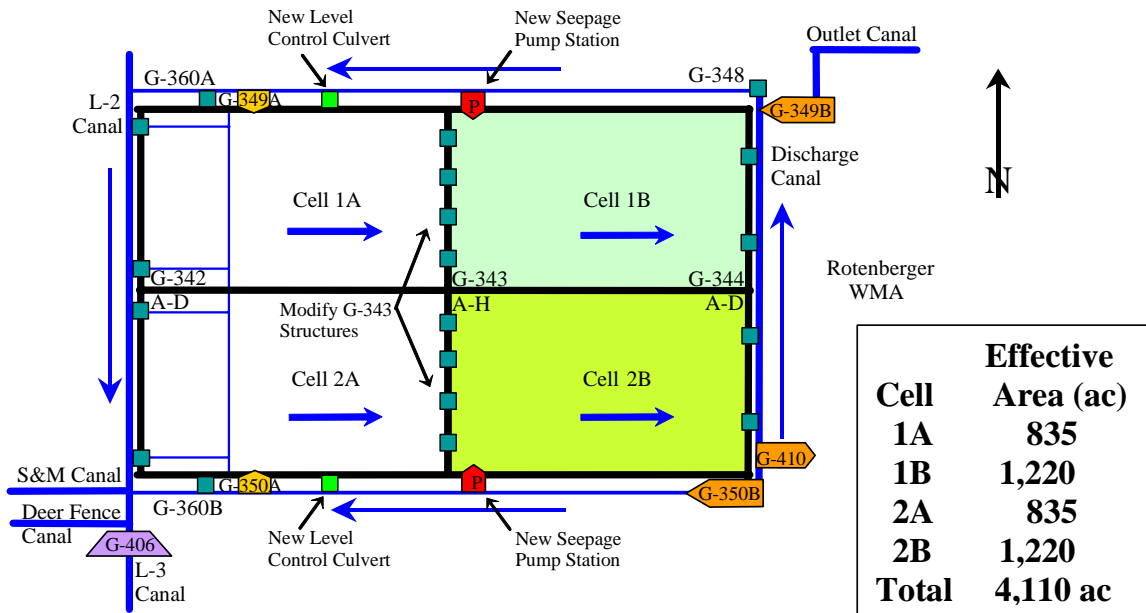 New Level
Control Culvert
New Seepage
Pump Station
Outlet Canal
G-360A
G-348
L-2
Canal
G-349A
P
G-349B
Discharge
Canal
N
Cell 1A
Cell 1B
G-342
A-D
G-343
A-H
G-344
A-D
Rotenberger
WMA
Modify G-343
Structures
Cell 2A
Cell 2B
S&M Canal
G-350A
P
G-410
G-350B
G-360B
Deer Fence
Canal
G-406
New Level
Control Culvert
New Seepage
Pump Station
L-3
Canal
Effective
Cell Area (ac)
1A 835
1B 1,220
2A 835
2B 1,220
Total 4,110 ac